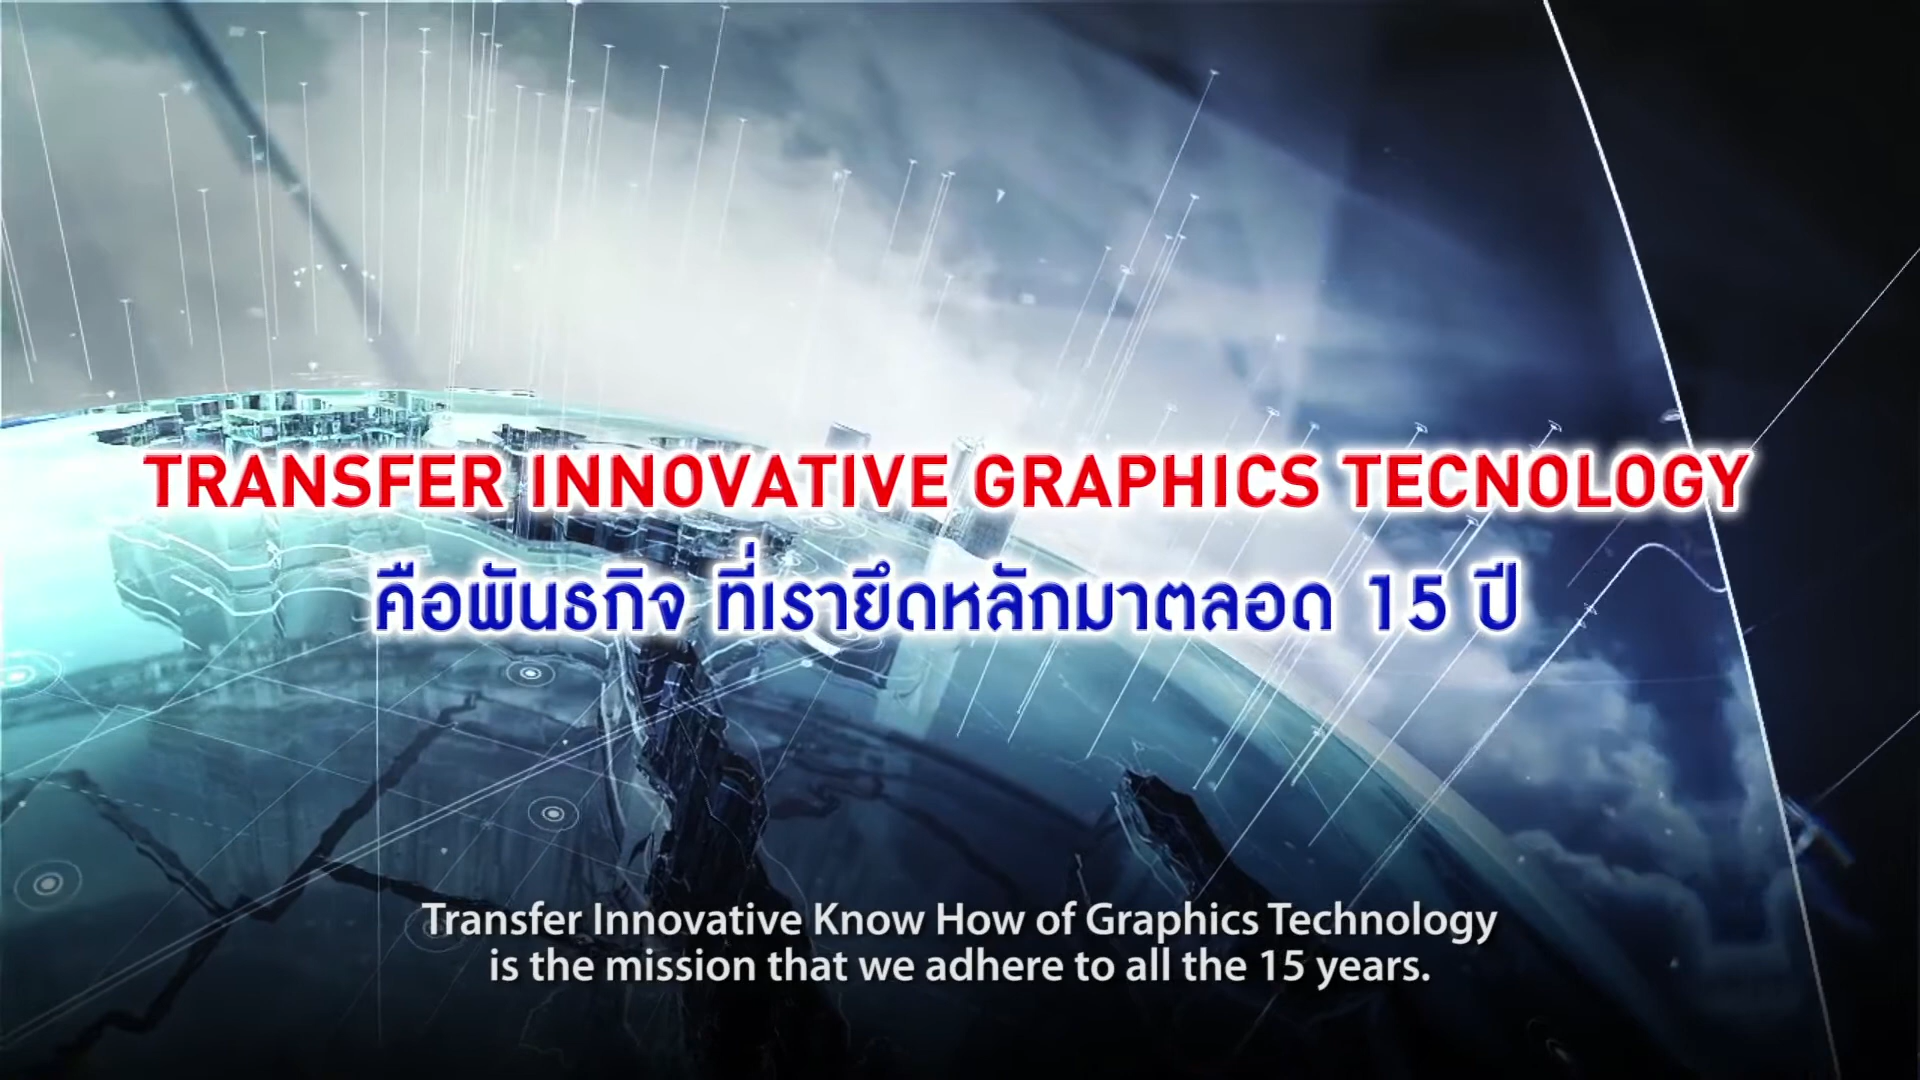 TRANSFER INNOVATIVE GRAPHICS TECNOLOGY
คือพันธกิจ ที่เรายึดหลักมาตลอด 15 ปี
Transfer Innovative Know How of Graphics Technology
is the mission that we adhere to all the 15 years.